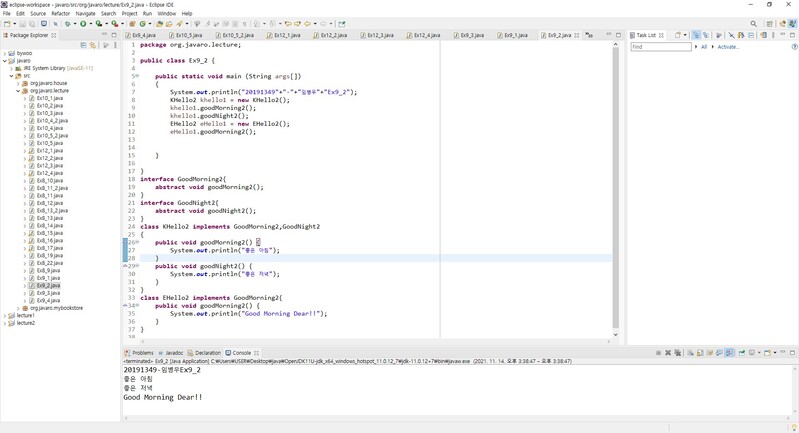 eclipse-workspace - javaro/src/org/javaro/lecture/Ex9_2.java - Eclipse IDE
File Edit Source Refactor Navigate Search Project Run Window Help
Package Explorer
bywoo
javaro
JRE System Library [JavaSE-11]
src
org.javaro.house
org.javaro.lecture
Ex10_1.java
Ex10_2.java
Ex10_3.java
Ex10_4_2.java
Ex10_4.java
Ex10_5_2.java
Ex10_5.java
Ex12_1.java
Ex12_2.java
Ex12_3.java
Ex12_4.java
Ex8_10.java
Ex8_11_2.java
Ex8_11.java
Ex8_12.java
Ex8_13_2.java
Ex8_13.java
Ex8_14.java
Ex8_15.java
Ex8_16.java
Ex8_17.java
Ex8_19.java
Ex8_22.java
Ex8_9.java
Ex9_1.java
Ex9_2.java
Ex9_3.java
Ex9_4.java
org.javaro.mybookstore
lecture1
lecture2
Ex9_4.java Ex10_5.java Ex10_5_2.java Ex12_1.java Ex12_2.java Ex12_3.java Ex12_4.java Ex9_3.java Ex9_1.java Ex9_2.java
1 package org.javaro.lecture;
2
3 public class Ex9_2 {
4
5 public static void main (String args[])
6 {
7 System.out.println("20191349"+"-"+"임병우"+"Ex9_2");
8 KHello2 khello1 = new KHello2();
9 khello1.goodMorning2();
10 khello1.goodNight2();
11 EHello2 eHello1 = new EHello2();
12 eHello1.goodMorning2();
13
14
15 }
16
17 }
18 interface GoodMorning2{
19 abstract void goodMorning2();
20 }
21 interface GoodNight2{
22 abstract void goodNight2();
23 }
24 class KHello2 implements GoodMorning2,GoodNight2
25 {
26 public void goodMorning2() {
27 System.out.println("좋은 아침");
28 }
29 public void goodNight2() {
30 System.out.println("좋은 저녁");
31 }
32 }
33 class EHello2 implements GoodMorning2{
34 public void goodMorning2() {
35 System.out.println("Good Morning Dear!!");
36 }
37 }
38
Task List
Find All Activate...
Problems Javadoc Declaration Console
<terminated> Ex9_2 [Java Application] C:₩Users₩USER₩Desktop₩java₩OpenJDK11U-jdk_x64_windows_hotspot_11.0.12_7₩jdk-11.0.12+7₩bin₩javaw.exe (2021. 11. 14. 오후 3:38:47 – 오후 3:38:47)
20191349-임병우Ex9_2
좋은 아침
좋은 저녁
Good Morning Dear!!